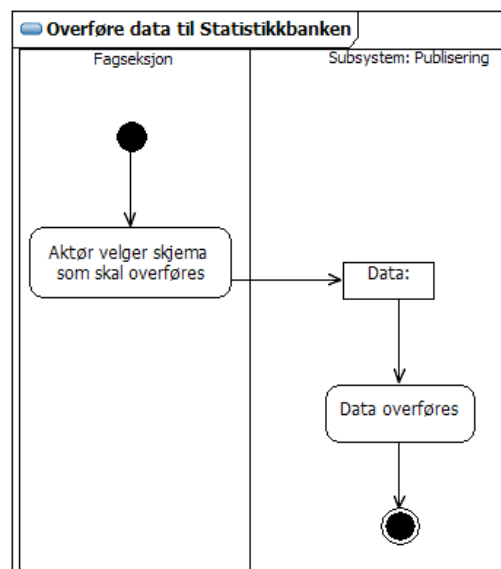 Overføre data til Statistikkbanken
Fagseksjon
Subsystem: Publisering
Aktør velger skjema
som skal overføres
Data:
Data overføres